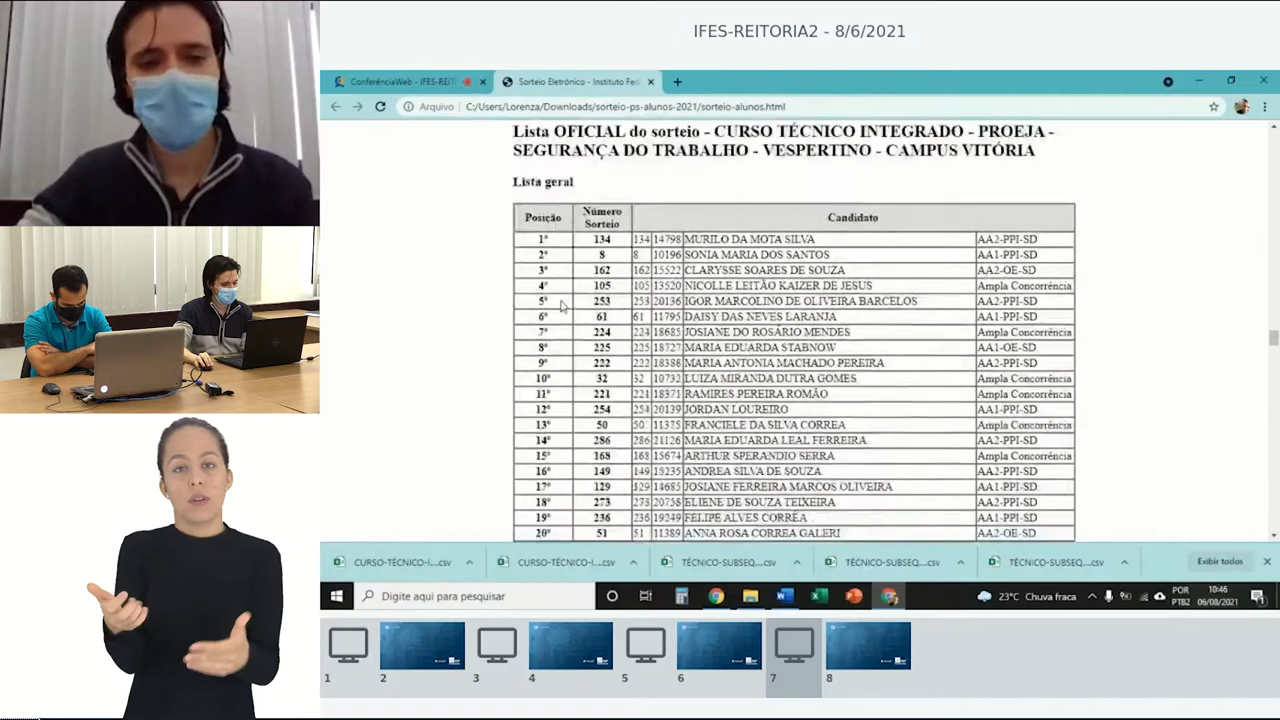 IFES-REITORIA2 - 8/6/2021
ConferênciaWeb - IFES-REIT
Sorteio Eletrônico - Instituto Fed
Arquivo C:/Users/Lorenza/Downloads/sorteio-ps-alunos-2021/sorteio-alunos.html
Lista OFICIAL do sorteio - CURSO TÉCNICO INTEGRADO - PROEJA -
SEGURANÇA DO TRABALHO - VESPERTINO - CAMPUS VITÓRIA
Lista geral
Posição Número Sorteio Candidato
1º 134 134 14798 MURILO DA MOTA SILVA AA2-PPI-SD
2º 8 8 10196 SONIA MARIA DOS SANTOS AA1-PPI-SD
3º 162 162 15522 CLARYSSE SOARES DE SOUZA AA2-OE-SD
4º 105 105 13520 NICOLLE LEITÃO KAIZER DE JESUS Ampla Concorrência
5º 253 253 20136 IGOR MARCOLINO DE OLIVEIRA BARCELOS AA2-PPI-SD
6º 61 61 11795 DAISY DAS NEVES LARANJA AA1-PPI-SD
7º 224 224 18685 JOSIANE DO ROSÁRIO MENDES Ampla Concorrência
8º 225 225 18727 MARIA EDUARDA STABNOW AA1-OE-SD
9º 222 222 18388 MARIA ANTONIA MACHADO PEREIRA AA2-PPI-SD
10º 32 32 10732 LUIZA MIRANDA DUTRA GOMES Ampla Concorrência
11º 221 221 18371 RAMIRES PEREIRA ROMÃO Ampla Concorrência
12º 254 254 20139 JORDAN LOUREIRO AA1-PPI-SD
13º 50 50 11375 FRANCIELE DA SILVA CORREA Ampla Concorrência
14º 286 286 21126 MARIA EDUARDA LEAL FERREIRA AA2-PPI-SD
15º 168 168 15674 ARTHUR SPERANDIO SERRA Ampla Concorrência
16º 149 149 15235 ANDREA SILVA DE SOUZA AA2-PPI-SD
17º 129 129 14685 JOSIANE FERREIRA MARCOS OLIVEIRA AA1-PPI-SD
18º 273 273 20758 ELIENE DE SOUZA TEIXEIRA AA2-PPI-SD
19º 236 236 19249 FELIPE ALVES CORRÊA AA1-PPI-SD
20º 51 51 11389 ANNA ROSA CORREA GALERI AA2-OE-SD
CURSO-TÉCNICO-I....csv CURSO-TÉCNICO-I....csv TÉCNICO-SUBSEQ....csv TÉCNICO-SUBSEQ....csv TÉCNICO-SUBSEQ....csv Exibir todos
Digite aqui para pesquisar
23°C Chuva fraca
POR
PTB2
10:46
06/08/2021
1 2 3 4 5 6 7 8